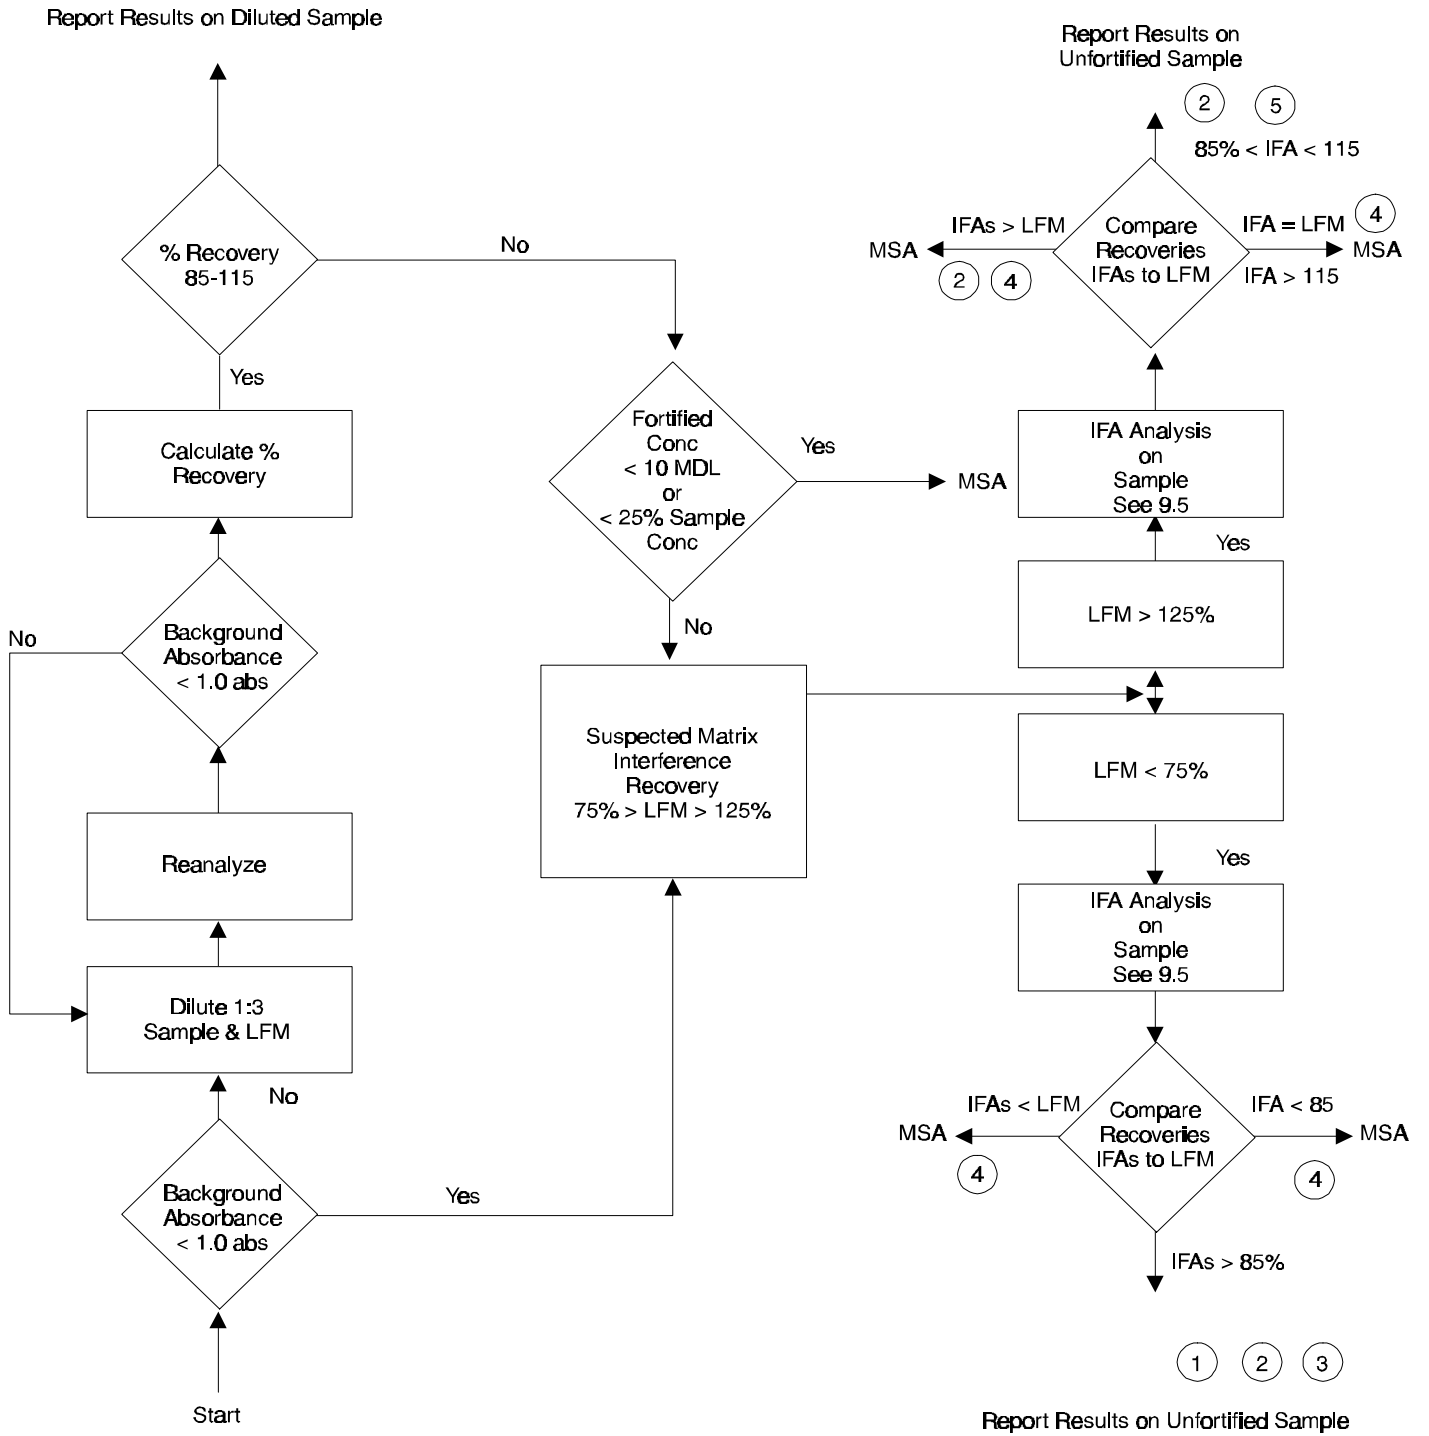 Report Results on Diluted Sample
% Recovery
85-115
No
Yes
Calculate %
Recovery
Background
Absorbance
< 1.0 abs
No
Reanalyze
Dilute 1:3
Sample & LFM
No
Background
Absorbance
< 1.0 abs
Yes
Start
Fortified
Conc
< 10 MDL
or
< 25% Sample
Conc
Yes
MSA
No
Suspected Matrix
Interference
Recovery
75% > LFM > 125%
Report Results on
Unfortified Sample
2 5
85% < IFA < 115
IFAs > LFM
MSA
2 4
Compare
Recoveries
IFAs to LFM
IFA = LFM
4
MSA
IFA > 115
IFA Analysis
on
Sample
See 9.5
Yes
LFM > 125%
LFM < 75%
Yes
IFA Analysis
on
Sample
See 9.5
IFAs < LFM
MSA
4
Compare
Recoveries
IFAs to LFM
IFA < 85
MSA
4
IFAs > 85%
1 2 3
Report Results on Unfortified Sample